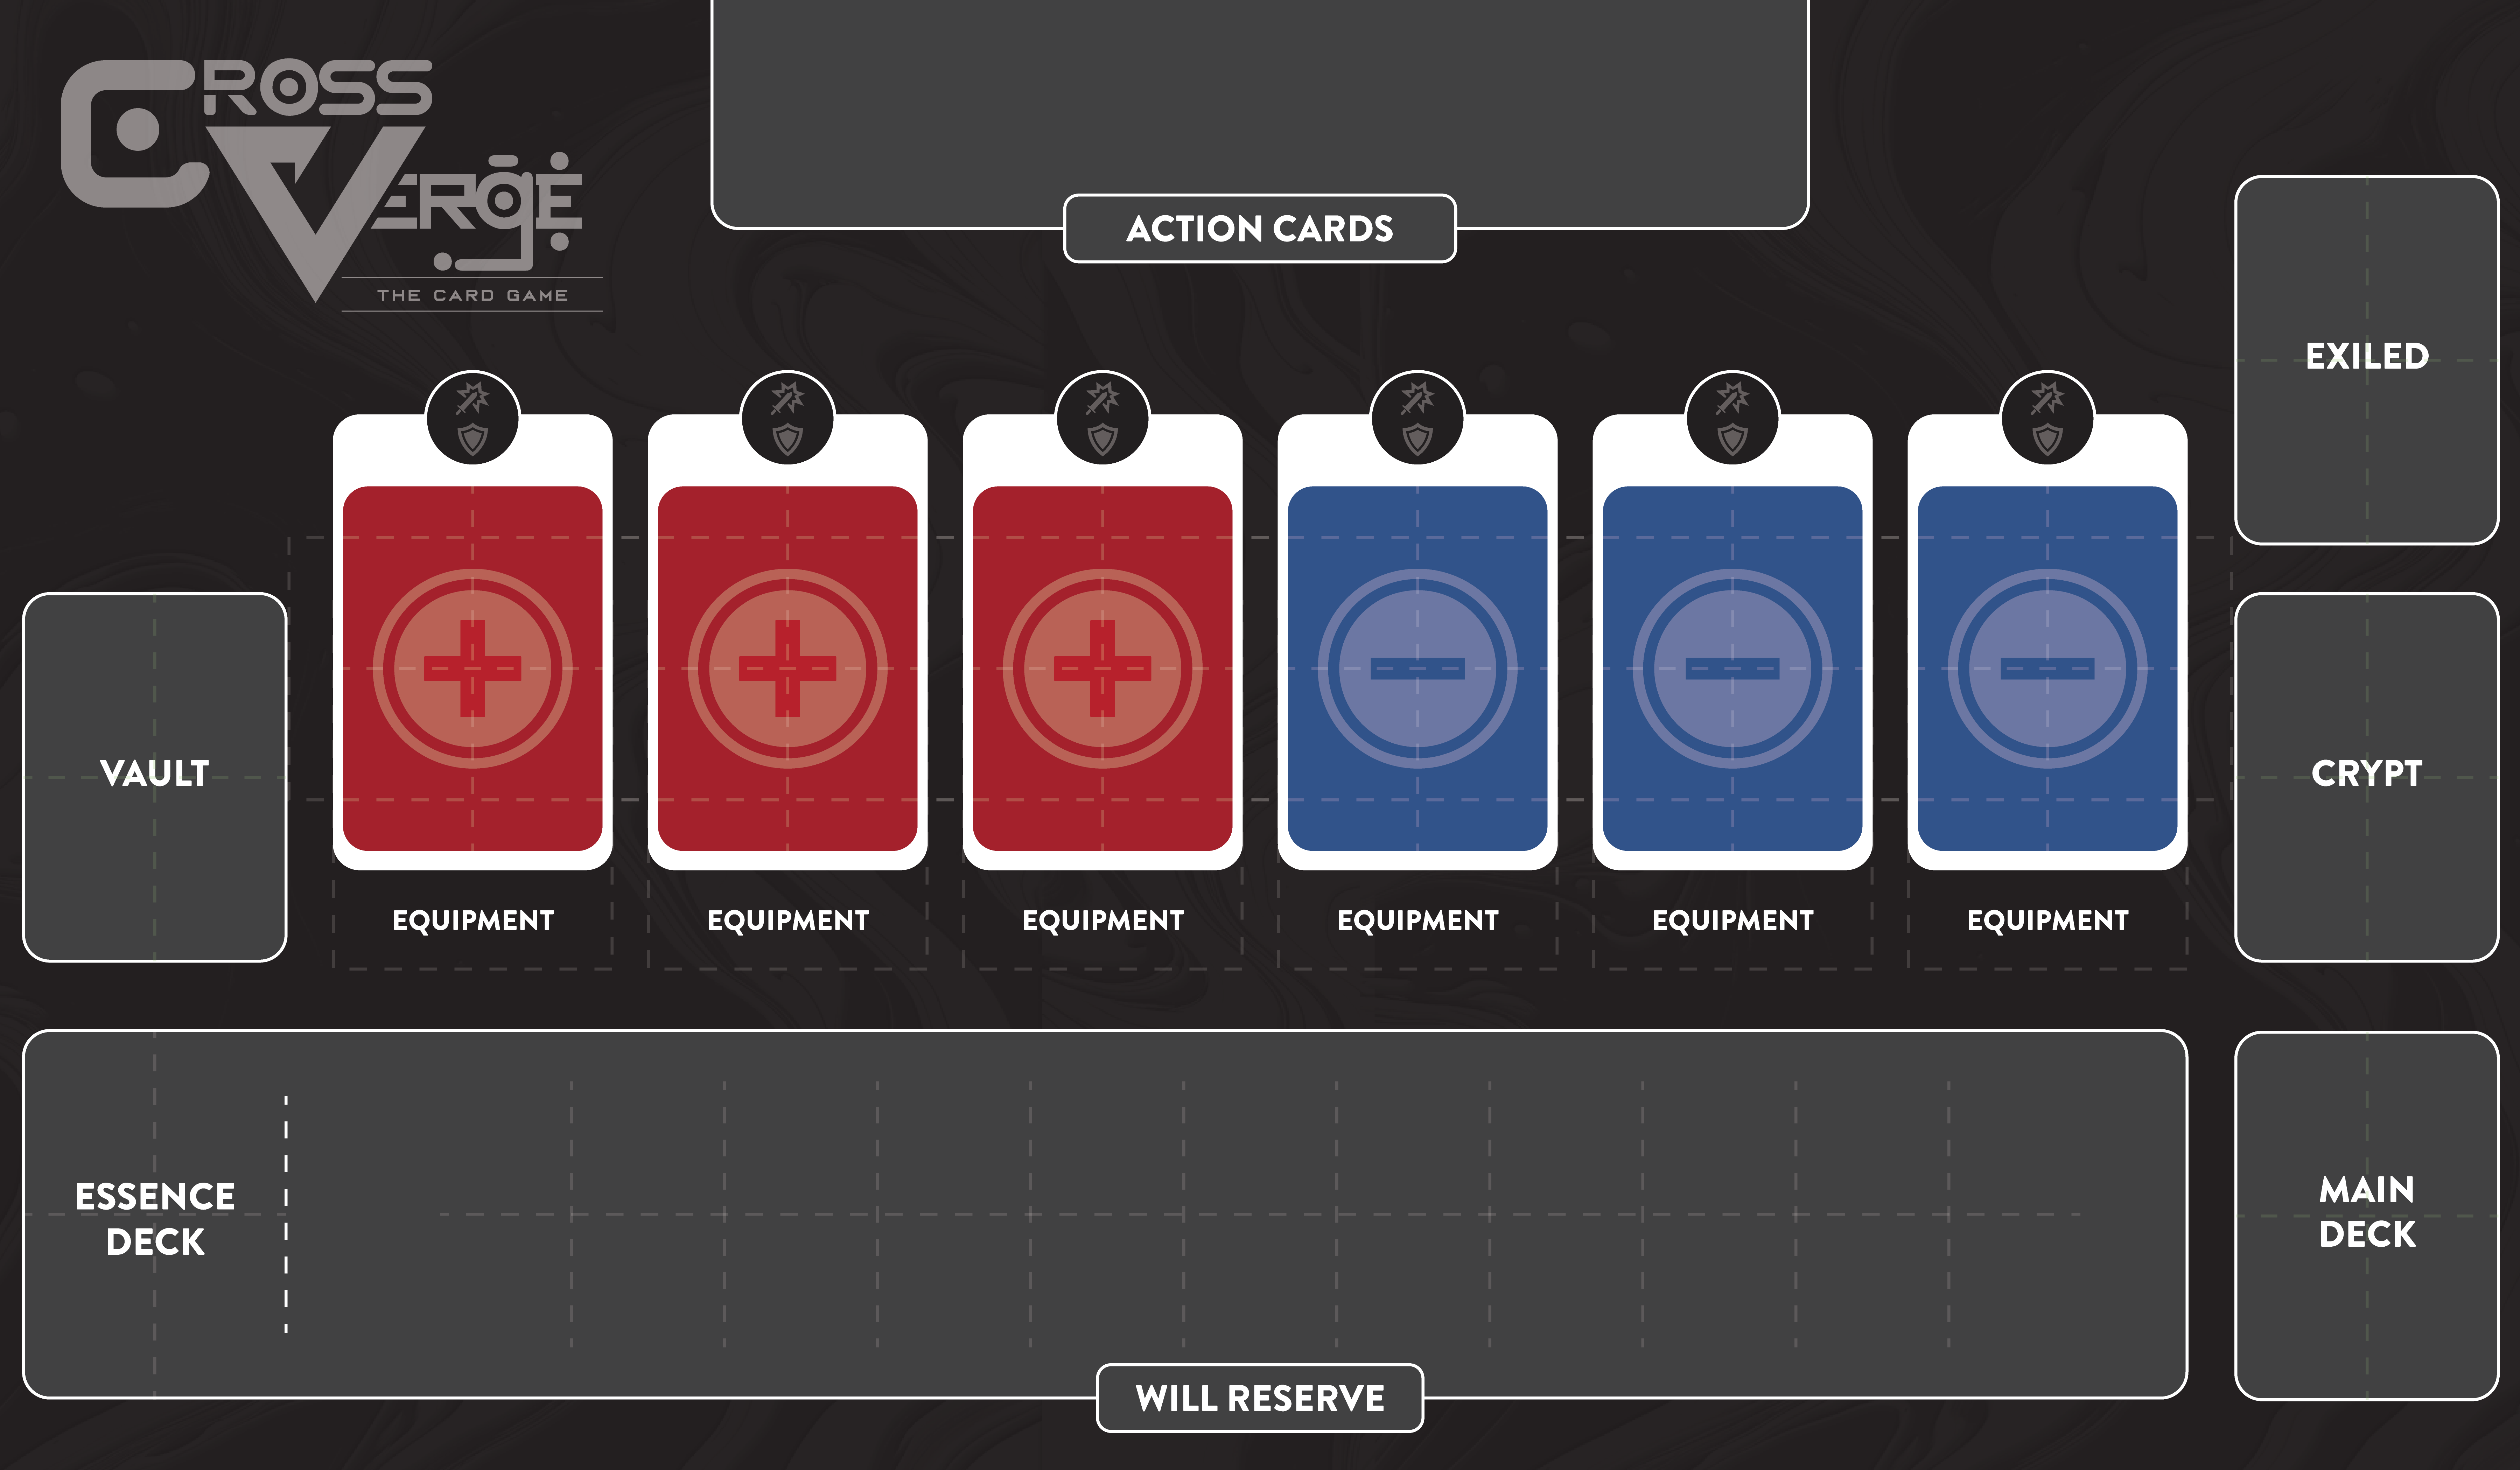 CROSS
VERGE
THE CARD GAME
ACTION CARDS
EXILED
VAULT
CRYPT
EQUIPMENT
EQUIPMENT
EQUIPMENT
EQUIPMENT
EQUIPMENT
EQUIPMENT
ESSENCE
DECK
MAIN
DECK
WILL RESERVE